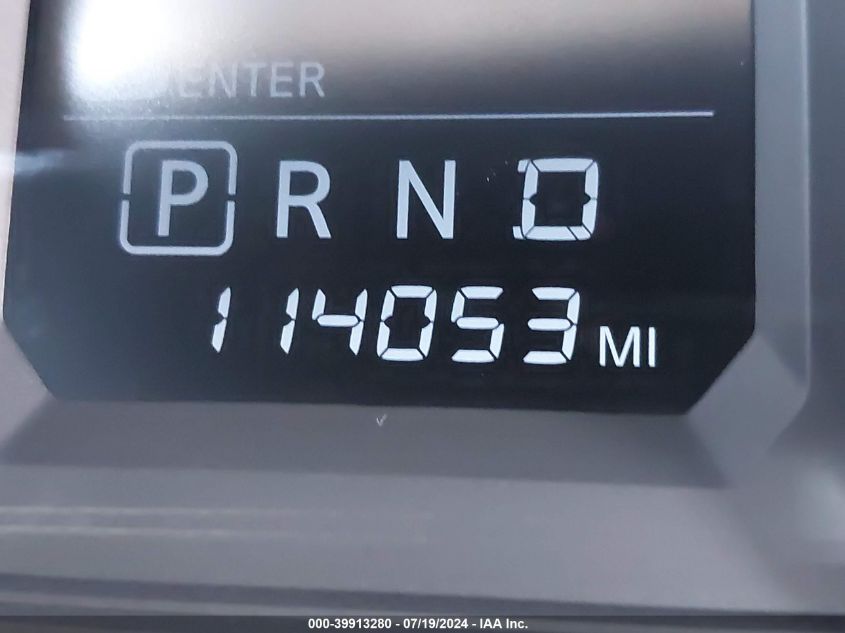 ENTER
P R N D
114053 MI
000-39913280 - 07/19/2024 - IAA Inc.